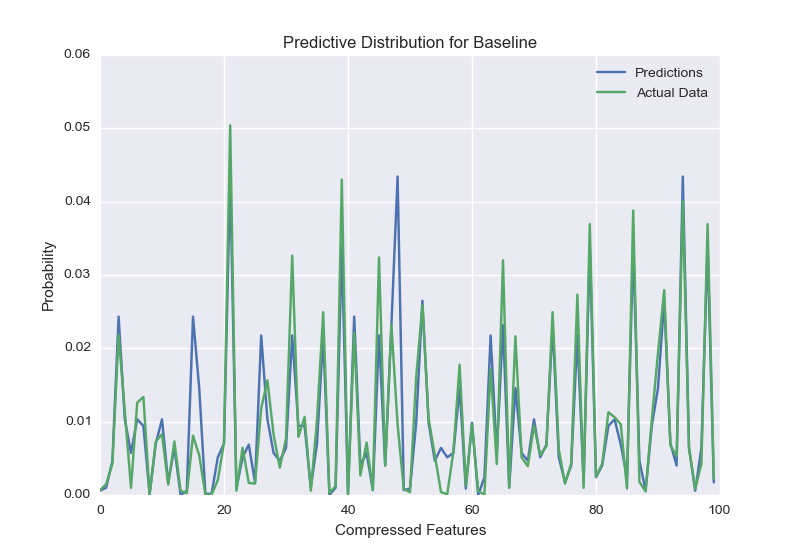 Predictive Distribution for Baseline
0.06
0.05
0.04
0.03
0.02
0.01
0.00
Probability
Predictions
Actual Data
0 20 40 60 80 100
Compressed Features